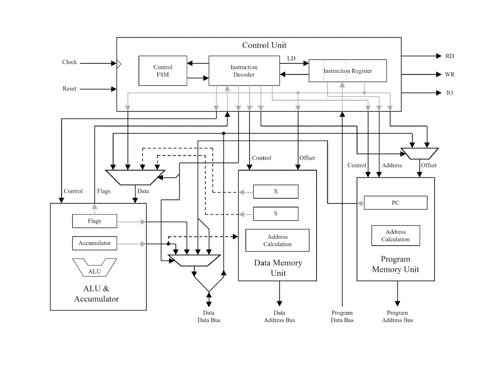 Control Unit
Clock
Reset
Control
FSM
Instruction
Decoder
LD
Instruction Register
RD
WR
IO
Control
Flags
Data
Control
Offset
Control
Address
Offset
Flags
Accumulator
ALU
ALU &
Accumulator
X
S
Address
Calculation
Data Memory
Unit
PC
Address
Calculation
Program
Memory Unit
Data
Data Bus
Data
Address Bus
Program
Data Bus
Program
Address Bus